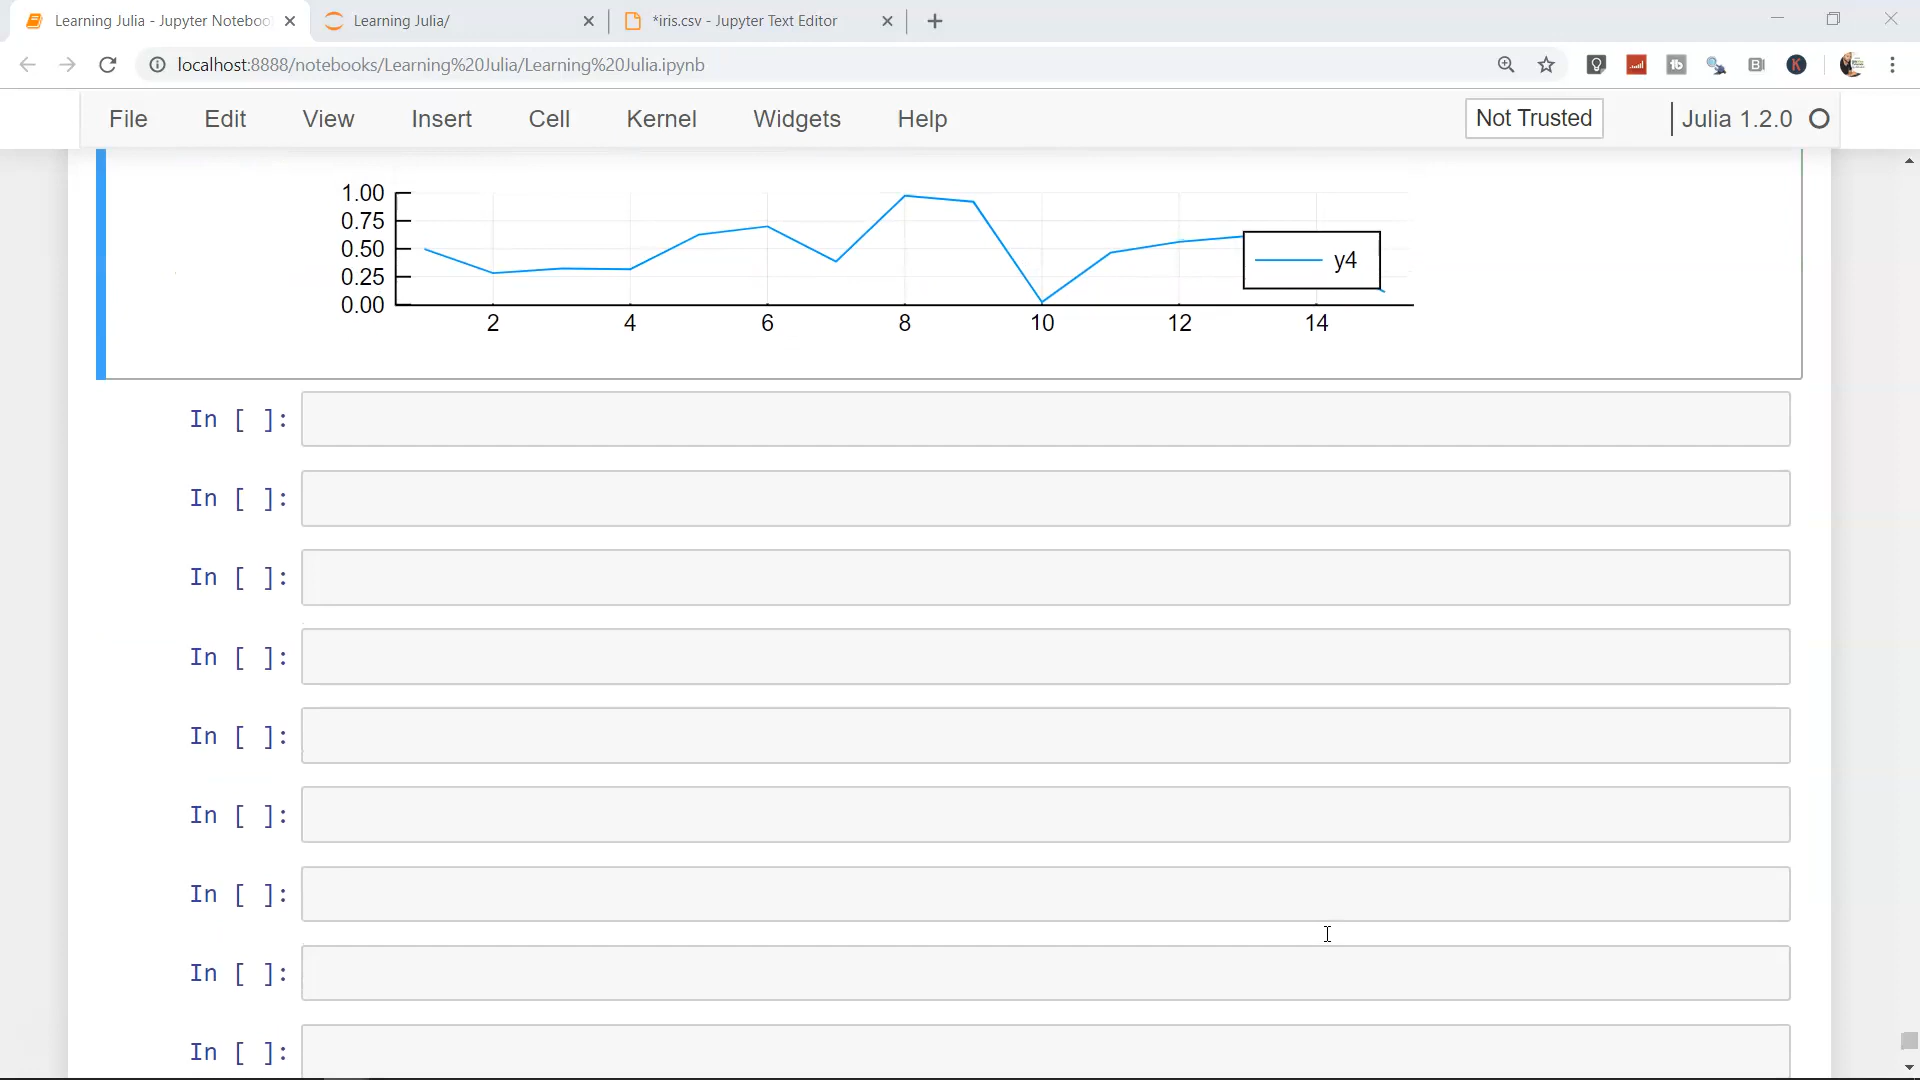 Learning Julia - Jupyter Noteboo
Learning Julia/
*iris.csv - Jupyter Text Editor
localhost:8888/notebooks/Learning%20Julia/Learning%20Julia.ipynb
tb
B
K
File Edit View Insert Cell Kernel Widgets Help
Not Trusted
Julia 1.2.0
1.00
0.75
0.50
0.25
0.00
y4
2 4 6 8 10 12 14
In [ ]:
In [ ]:
In [ ]:
In [ ]:
In [ ]:
In [ ]:
In [ ]:
In [ ]:
In [ ]: